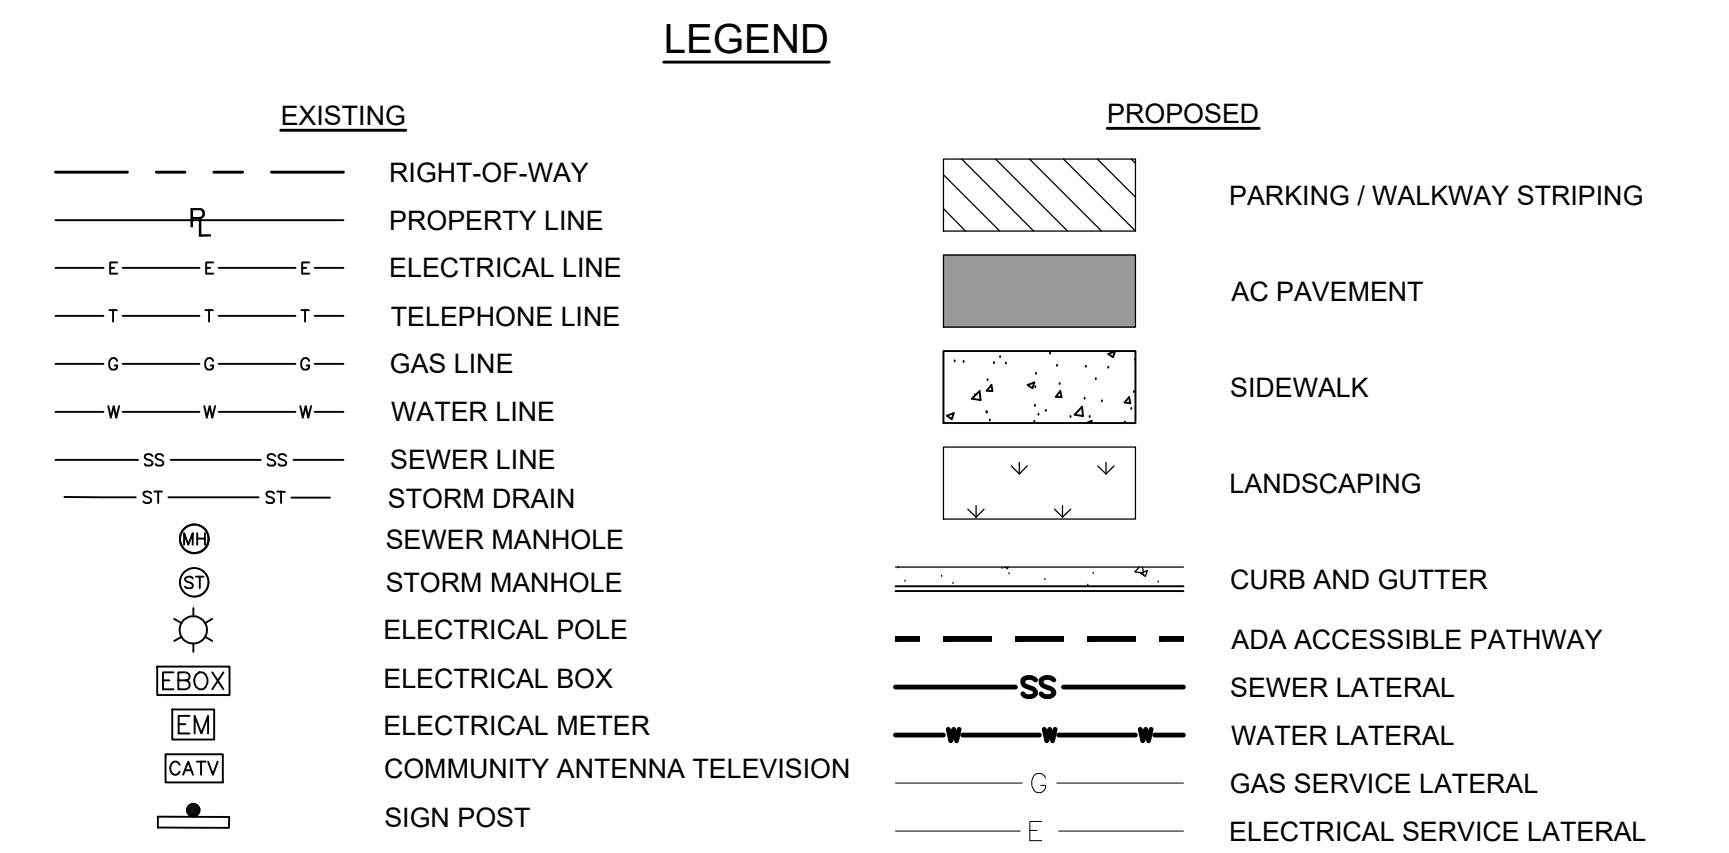 LEGEND
EXISTING
RIGHT-OF-WAY
PL PROPERTY LINE
E E E ELECTRICAL LINE
T T T TELEPHONE LINE
G G G GAS LINE
W W W WATER LINE
SS SS SEWER LINE
ST ST STORM DRAIN
MH SEWER MANHOLE
ST STORM MANHOLE
ELECTRICAL POLE
EBOX ELECTRICAL BOX
EM ELECTRICAL METER
CATV COMMUNITY ANTENNA TELEVISION
SIGN POST
PROPOSED
PARKING / WALKWAY STRIPING
AC PAVEMENT
SIDEWALK
LANDSCAPING
CURB AND GUTTER
ADA ACCESSIBLE PATHWAY
SS SEWER LATERAL
W W W WATER LATERAL
G GAS SERVICE LATERAL
E ELECTRICAL SERVICE LATERAL